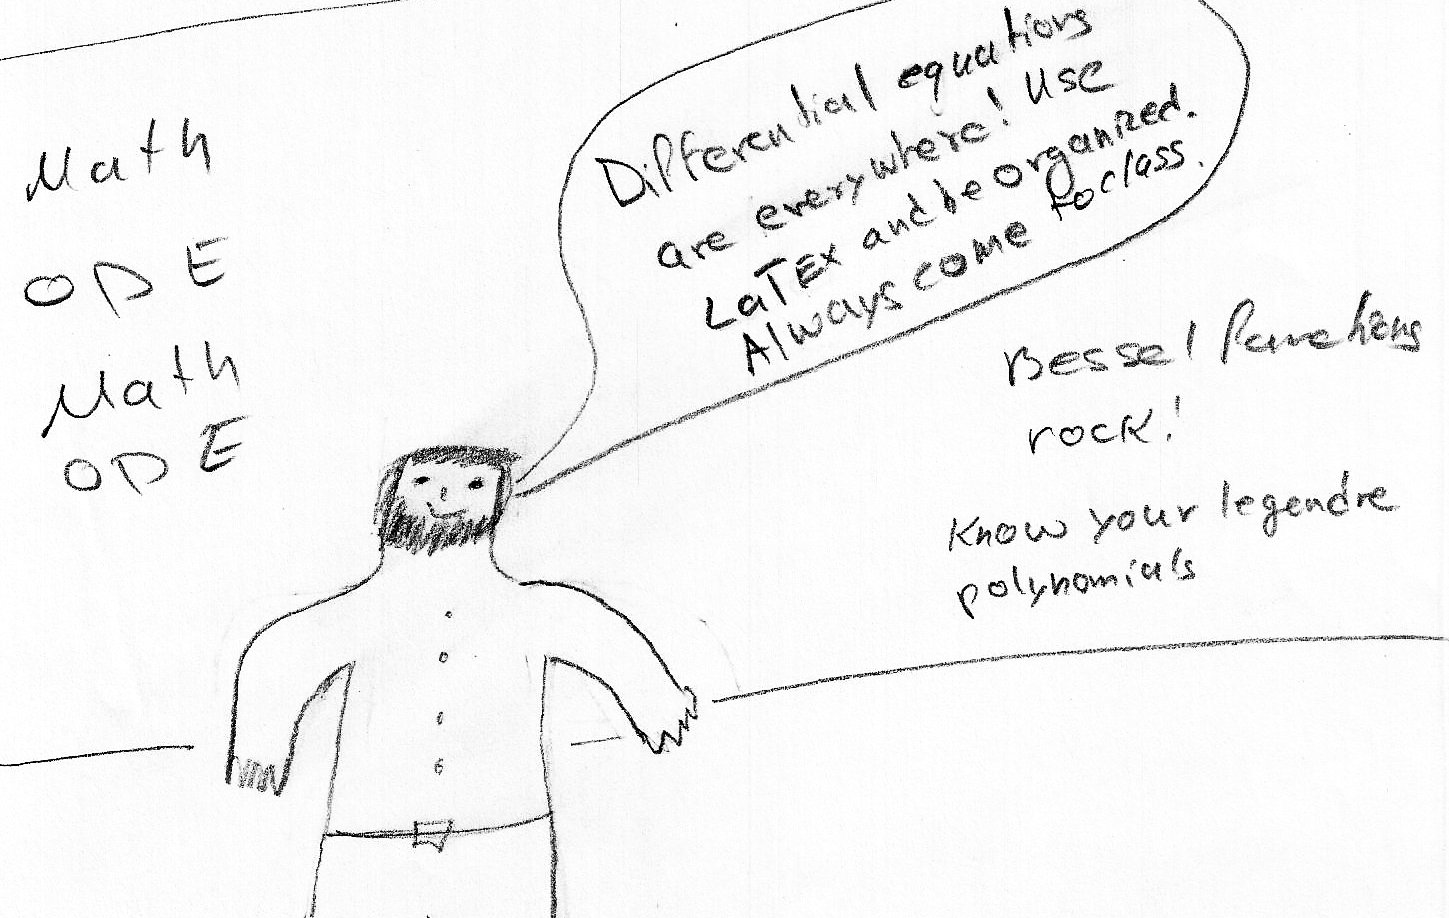 Math
ODE
Math
ODE
Differential equations
are everywhere! Use
LaTEx and be organized.
Always come to class.
Bessel functions
rock!
Know your legendre
polynomials